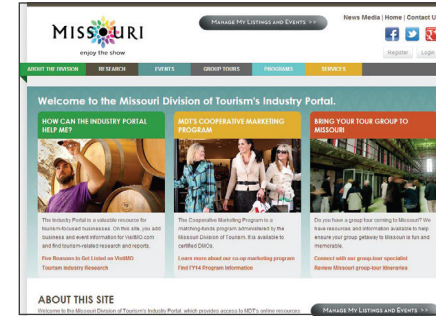 News Media | Home | Contact U
MANAGE MY LISTINGS AND EVENTS >>
MISSOURI
enjoy the show
Register Login
ABOUT THE DIVISION RESEARCH EVENTS GROUP TOURS PROGRAMS SERVICES
Welcome to the Missouri Division of Tourism's Industry Portal.
HOW CAN THE INDUSTRY PORTAL
HELP ME?
MDT'S COOPERATIVE MARKETING
PROGRAM
BRING YOUR TOUR GROUP TO
MISSOURI
The Industry Portal is a valuable resource for
tourism-focused businesses. On this site, you add
business and event information for VisitMO.com
and find tourism-related research and reports.
Five Reasons to Get Listed on VisitMO
Tourism Industry Research
The Cooperative Marketing Program is a
matching-funds program administered by the
Missouri Division of Tourism. It is available to
certified DMOs.
Learn more about our co-op marketing program
Find FY14 Program Information
Do you have a group tour coming to Missouri? We
have resources and information available to help
ensure your group getaway to Missouri is fun and
memorable.
Connect with our group-tour specialist
Review Missouri group-tour itineraries
ABOUT THIS SITE
Welcome to the Missouri Division of Tourism's Industry Portal, which provides access to MDT's online resources
MANAGE MY LISTINGS AND EVENTS >>